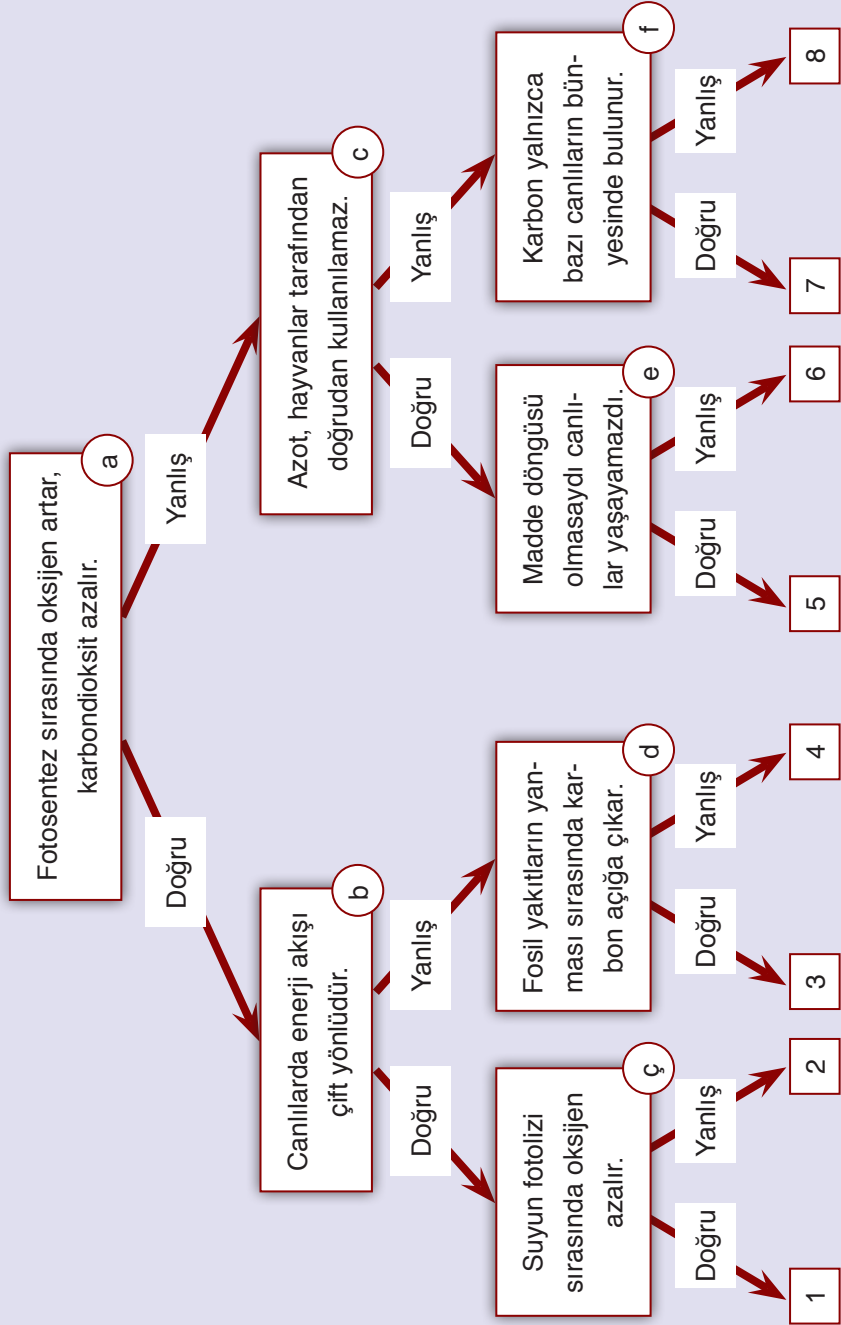 Fotosentez sırasında oksijen artar,
karbondioksit azalır.
a
Doğru
Yanlış
Canlılarda enerji akışı
çift yönlüdür.
b
Azot, hayvanlar tarafından
doğrudan kullanılamaz.
c
Doğru
Yanlış
Doğru
Yanlış
Suyun fotolizi
sırasında oksijen
azalır.
ç
Fosil yakıtların yan-
ması sırasında kar-
bon açığa çıkar.
d
Madde döngüsü
olmasaydı canlı-
lar yaşayamazdı.
e
Karbon yalnızca
bazı canlıların bün-
yesinde bulunur.
f
Doğru
Yanlış
Doğru
Yanlış
Doğru
Yanlış
Doğru
Yanlış
1
2
3
4
5
6
7
8